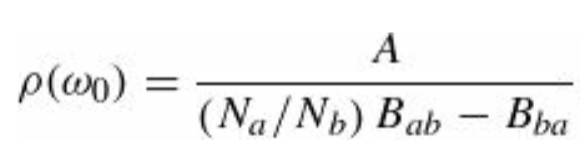 ρ(ω₀) = A / ((Nₐ/N_b) B_ab − B_ba)